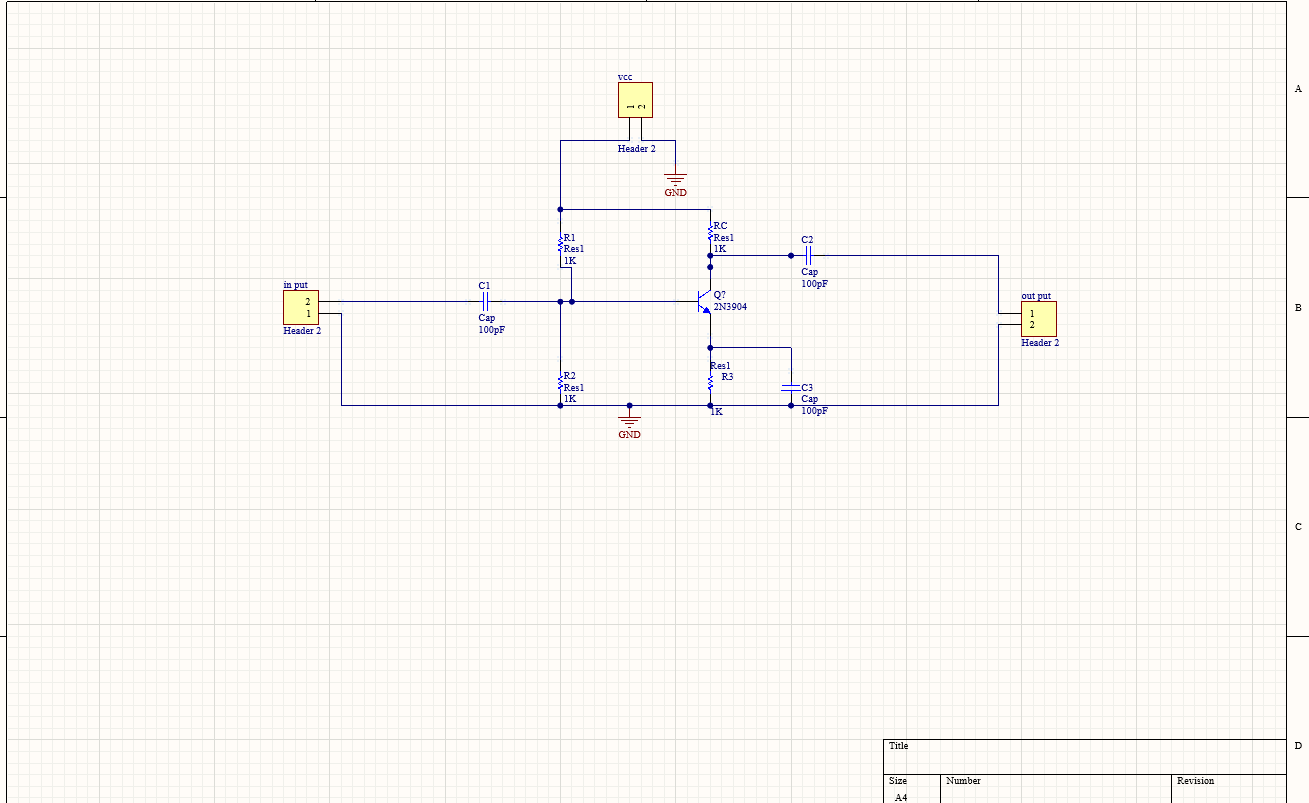 A
vcc
1 2
Header 2
GND
R1
Res1
1K
RC
Res1
1K
C2
Cap
100pF
in put
2
1
Header 2
C1
Cap
100pF
Q?
2N3904
out put
1
2
Header 2
B
R2
Res1
1K
Res1
R3
1K
C3
Cap
100pF
GND
C
D
Title
Size
A4
Number
Revision